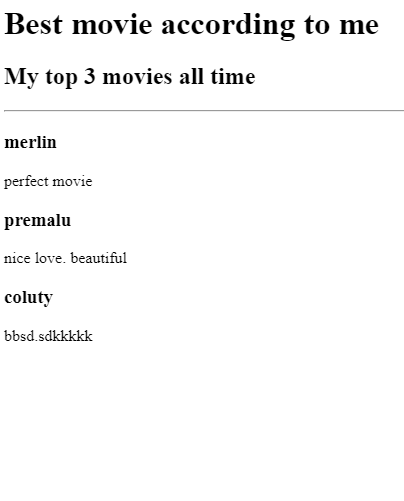 Best movie according to me
My top 3 movies all time
merlin
perfect movie
premalu
nice love. beautiful
coluty
bbsd.sdkkkkk